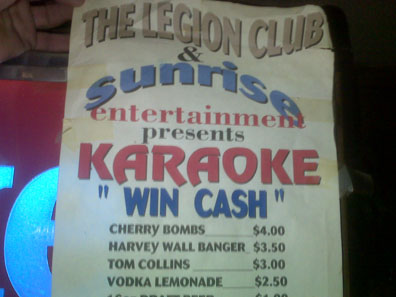 THE LEGION CLUB
&
sunrise
entertainment
presents
KARAOKE
" WIN CASH "
CHERRY BOMBS $4.00
HARVEY WALL BANGER $3.50
TOM COLLINS $3.00
VODKA LEMONADE $2.50